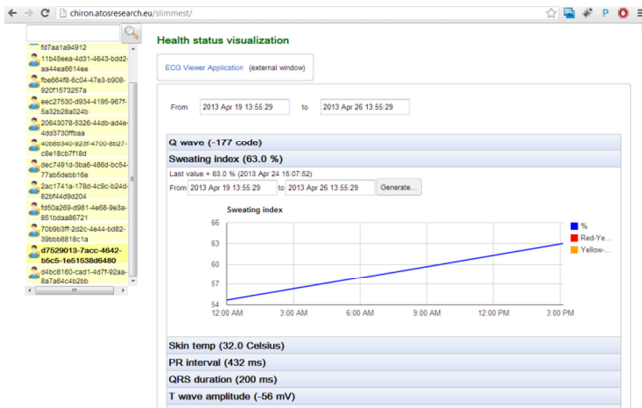 chiron.atosresearch.eu/slimmest/
fd7aa1a94912
11b45eea-4d31-4843-bdd2-
aa44ea6614ee
fbe664f8-6c04-47e3-b908-
920f1573257a
eec27530-d934-4195-967f-
5a32b28a024b
20643078-5326-44db-ad4e-
4dd3730ffbaa
40b8b340-923f-4700-8b27-
c8e18cb7f18d
dec7491d-3ba6-486d-bc54-
77ab5debb16e
2ac1741a-178d-4c9c-b24d-
82bf44d9d204
fd50a269-d981-4e68-9e3a-
851bdaa86721
70b9b3ff-2d2c-4e44-bd82-
39bbb8818c1a
d7529013-7acc-4642-
b5c5-1e51538d6480
d4bc8160-cad1-4d7f-92aa-
8a7a64c4b2bb
Health status visualization
ECG Viewer Application (external window)
From 2013 Apr 19 13:55:29 to 2013 Apr 26 13:55:29
Q wave (-177 code)
Sweating index (63.0 %)
Last value + 63.0 % (2013 Apr 24 15:07:52)
From 2013 Apr 19 13:55:29 to 2013 Apr 26 13:55:29 Generate...
Sweating index
66
63
60
57
54
12:00 AM 3:00 AM 6:00 AM 9:00 AM 12:00 PM 3:00 PM
%
Red-Ye...
Yellow-...
Skin temp (32.0 Celsius)
PR interval (432 ms)
QRS duration (200 ms)
T wave amplitude (-56 mV)